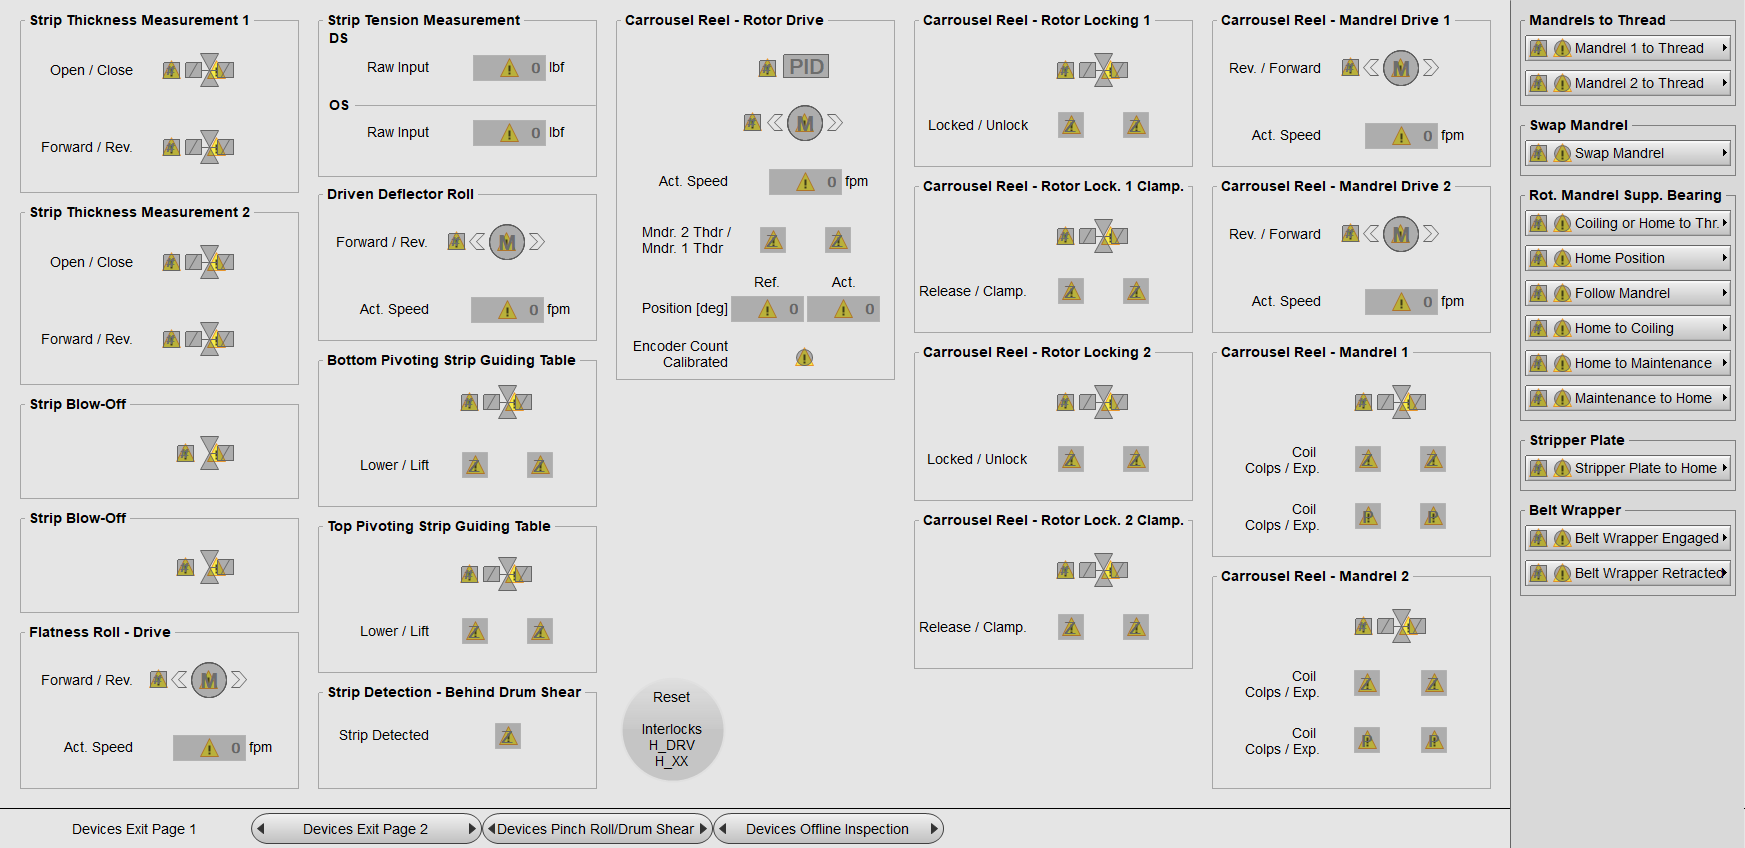 Strip Thickness Measurement 1
Open / Close
Forward / Rev.
Strip Thickness Measurement 2
Open / Close
Forward / Rev.
Strip Blow-Off
Strip Blow-Off
Flatness Roll - Drive
Forward / Rev.
M
Act. Speed
0 fpm
Strip Tension Measurement
DS
Raw Input
0 lbf
OS
Raw Input
0 lbf
Driven Deflector Roll
Forward / Rev.
M
Act. Speed
0 fpm
Bottom Pivoting Strip Guiding Table
Lower / Lift
Top Pivoting Strip Guiding Table
Lower / Lift
Strip Detection - Behind Drum Shear
Strip Detected
Carrousel Reel - Rotor Drive
PID
M
Act. Speed
0 fpm
Mndr. 2 Thdr /
Mndr. 1 Thdr
Ref. Act.
Position [deg]
0 0
Encoder Count
Calibrated
Reset
Interlocks
H_DRV
H_XX
Carrousel Reel - Rotor Locking 1
Locked / Unlock
Carrousel Reel - Rotor Lock. 1 Clamp.
Release / Clamp.
Carrousel Reel - Rotor Locking 2
Locked / Unlock
Carrousel Reel - Rotor Lock. 2 Clamp.
Release / Clamp.
Carrousel Reel - Mandrel Drive 1
Rev. / Forward
M
Act. Speed
0 fpm
Carrousel Reel - Mandrel Drive 2
Rev. / Forward
M
Act. Speed
0 fpm
Carrousel Reel - Mandrel 1
Coil
Colps / Exp.
Coil
Colps / Exp.
Carrousel Reel - Mandrel 2
Coil
Colps / Exp.
Coil
Colps / Exp.
Mandrels to Thread
Mandrel 1 to Thread
Mandrel 2 to Thread
Swap Mandrel
Swap Mandrel
Rot. Mandrel Supp. Bearing
Coiling or Home to Thr.
Home Position
Follow Mandrel
Home to Coiling
Home to Maintenance
Maintenance to Home
Stripper Plate
Stripper Plate to Home
Belt Wrapper
Belt Wrapper Engaged
Belt Wrapper Retracted
Devices Exit Page 1
Devices Exit Page 2
Devices Pinch Roll/Drum Shear
Devices Offline Inspection